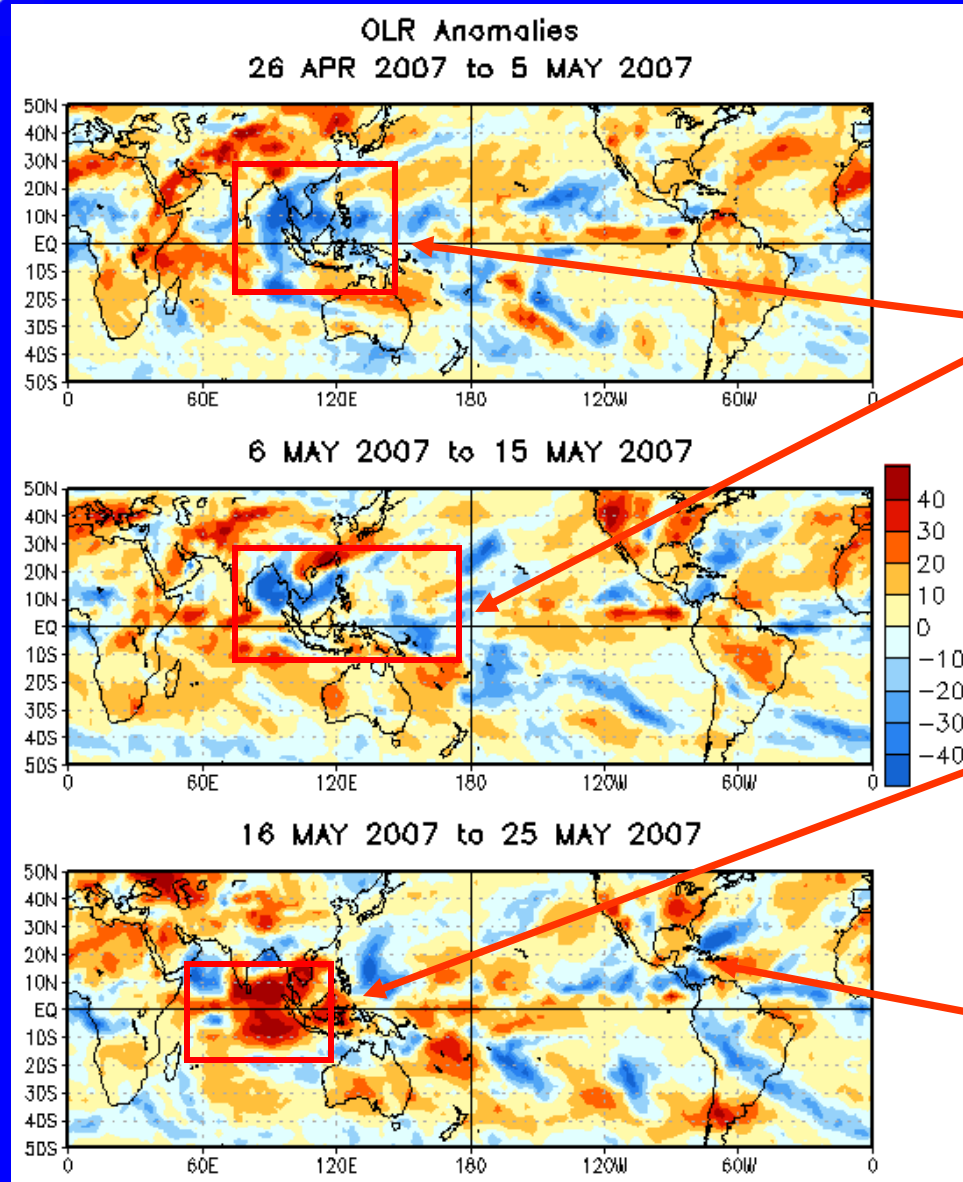 OLR Anomalies
26 APR 2007 to 5 MAY 2007
50N
40N
30N
20N
10N
EQ
10S
20S
30S
40S
50S
0 60E 120E 180 120W 60W 0
6 MAY 2007 to 15 MAY 2007
50N
40N
30N
20N
10N
EQ
10S
20S
30S
40S
50S
0 60E 120E 180 120W 60W 0
40
30
20
10
0
-10
-20
-30
-40
16 MAY 2007 to 25 MAY 2007
50N
40N
30N
20N
10N
EQ
10S
20S
30S
40S
50S
0 60E 120E 180 120W 60W 0